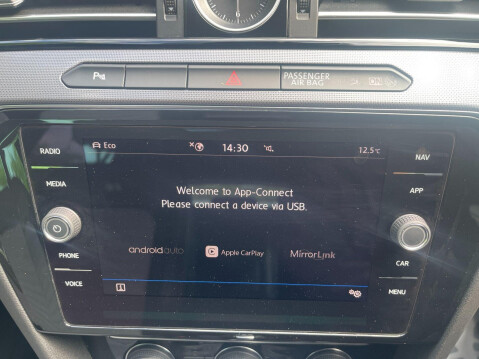 P
PASSENGER
AIR BAG
RADIO
Eco
14:30
12.5°C
NAV
MEDIA
APP
Welcome to App-Connect
Please connect a device via USB.
androidauto
Apple CarPlay
MirrorLink
PHONE
CAR
VOICE
MENU